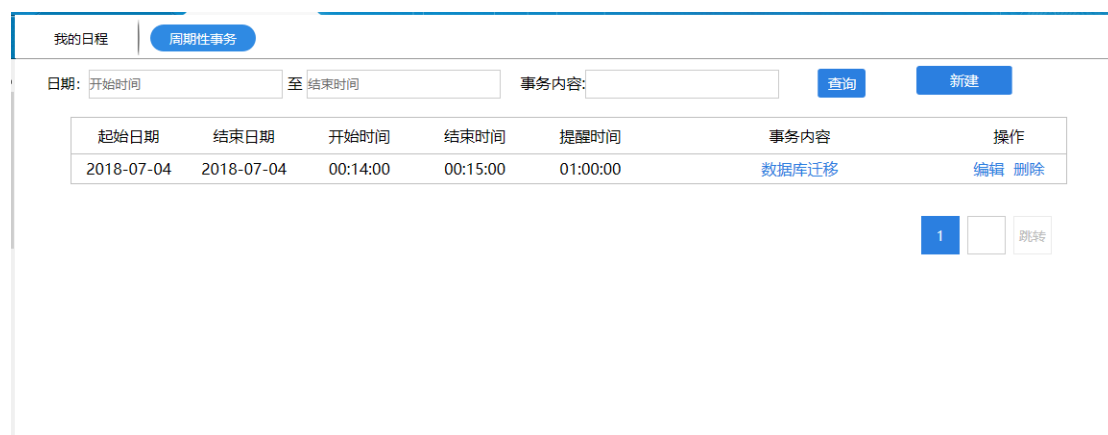 我的日程 周期性事务
日期: 开始时间 至 结束时间 事务内容: 查询 新建
起始日期 结束日期 开始时间 结束时间 提醒时间 事务内容 操作
2018-07-04 2018-07-04 00:14:00 00:15:00 01:00:00 数据库迁移 编辑 删除
1 跳转